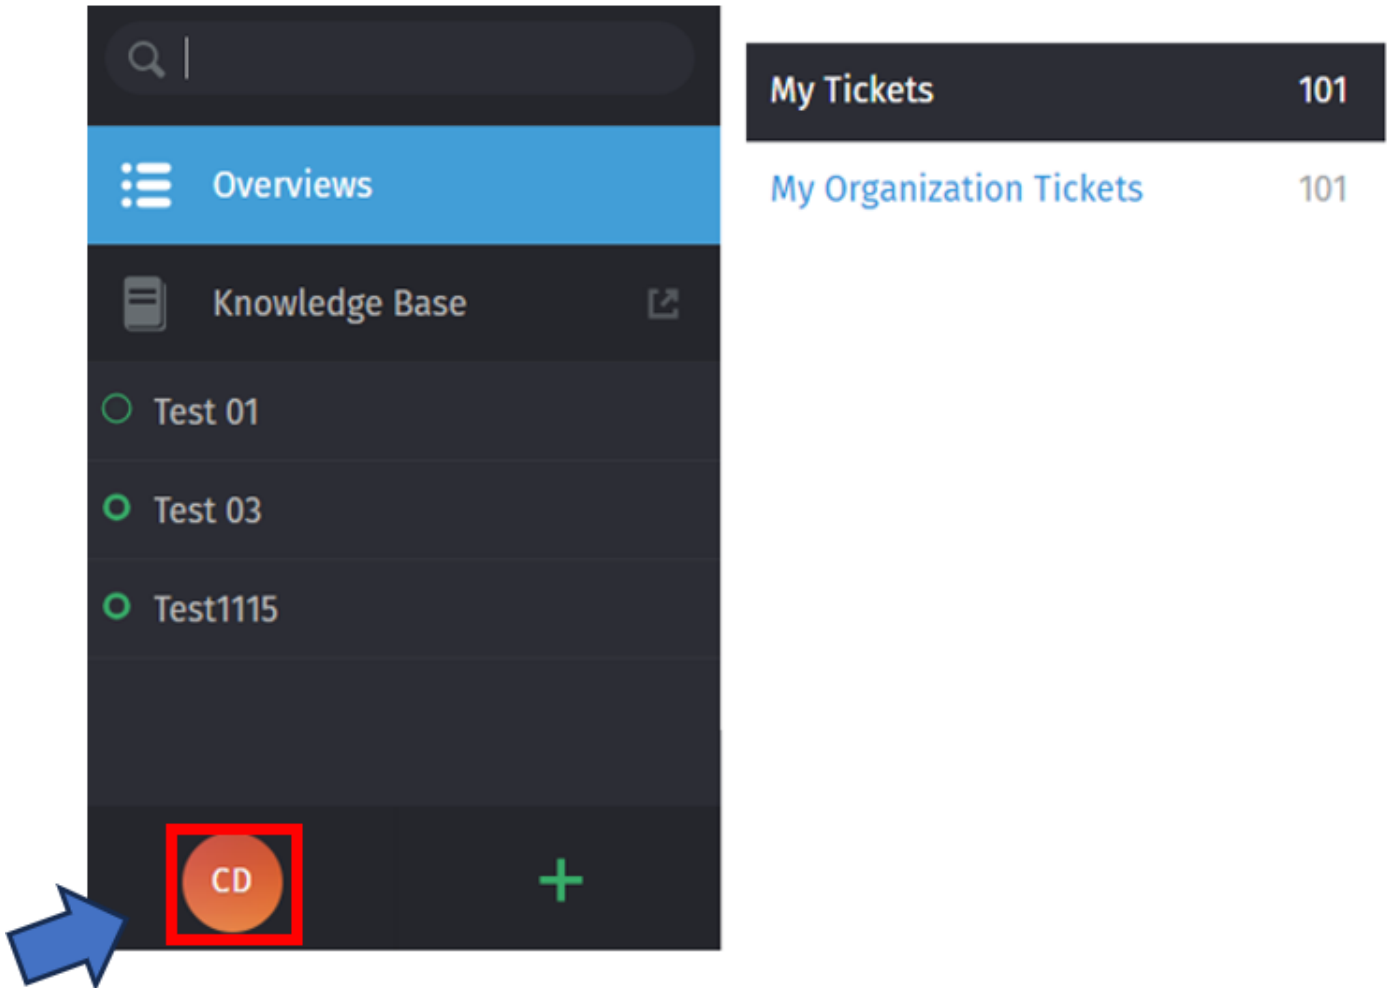 Overviews
Knowledge Base
Test 01
Test 03
Test1115
CD
My Tickets 101
My Organization Tickets 101